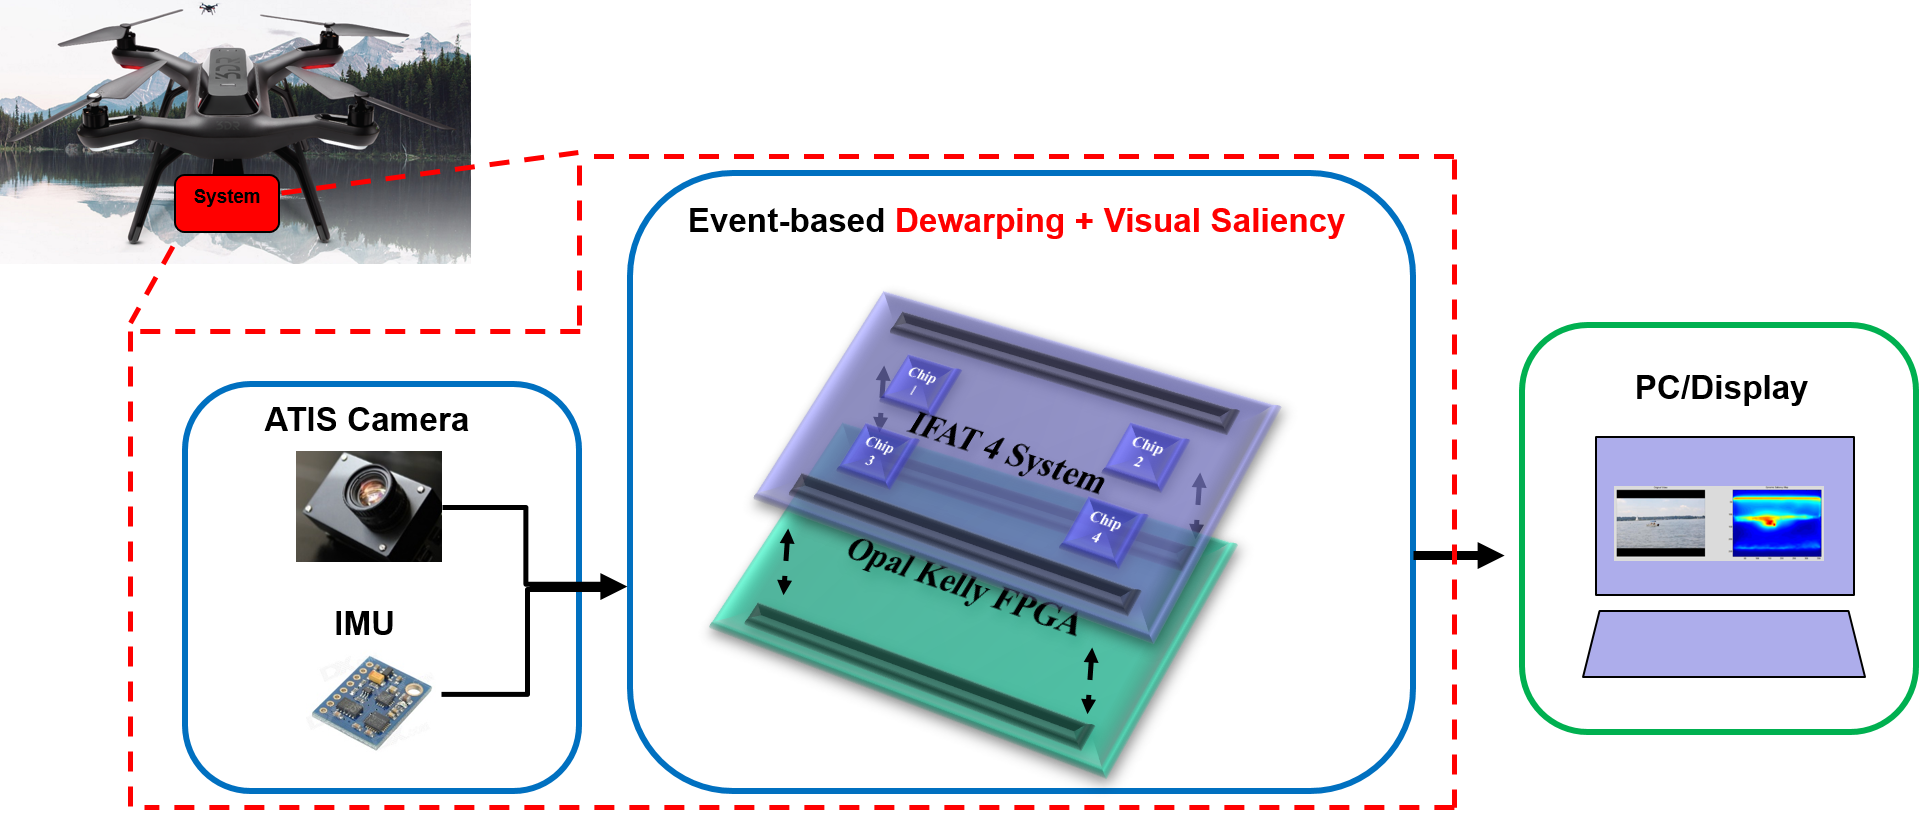 3DR
System
Event-based Dewarping + Visual Saliency
Chip
1
IFAT 4 System
Chip
2
Chip
3
Chip
4
Opal Kelly FPGA
ATIS Camera
IMU
PC/Display